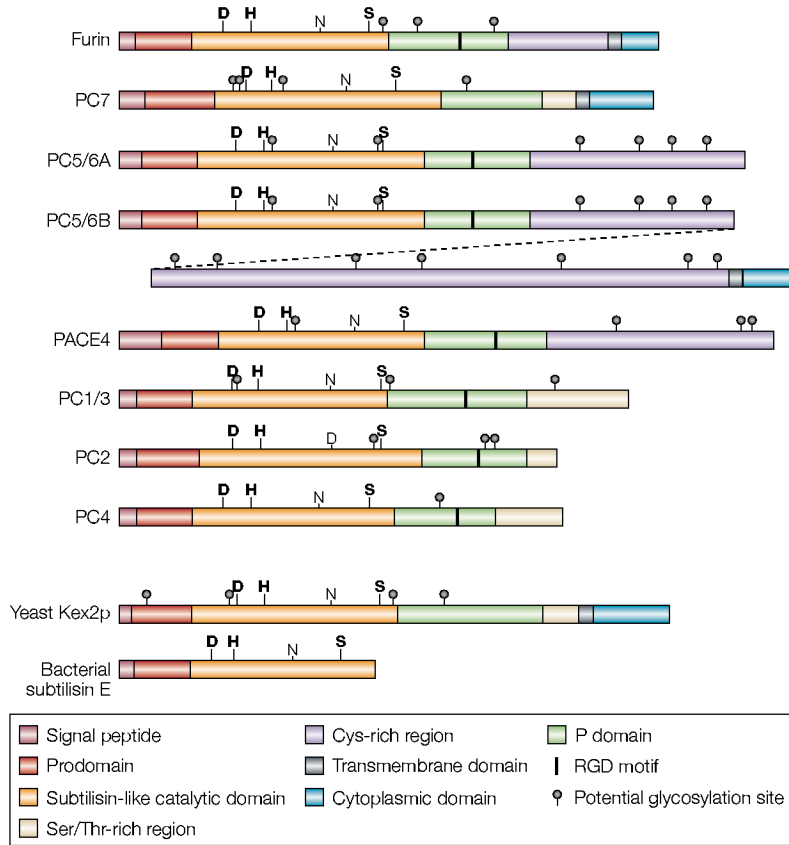 D H N S
Furin
D H N S
PC7
D H N S
PC5/6A
D H N S
PC5/6B
D H N S
PACE4
D H N S
PC1/3
D H D S
PC2
D H N S
PC4
D H N S
Yeast Kex2p
D H N S
Bacterial
subtilisin E
Signal peptide
Prodomain
Subtilisin-like catalytic domain
Ser/Thr-rich region
Cys-rich region
Transmembrane domain
Cytoplasmic domain
P domain
RGD motif
Potential glycosylation site